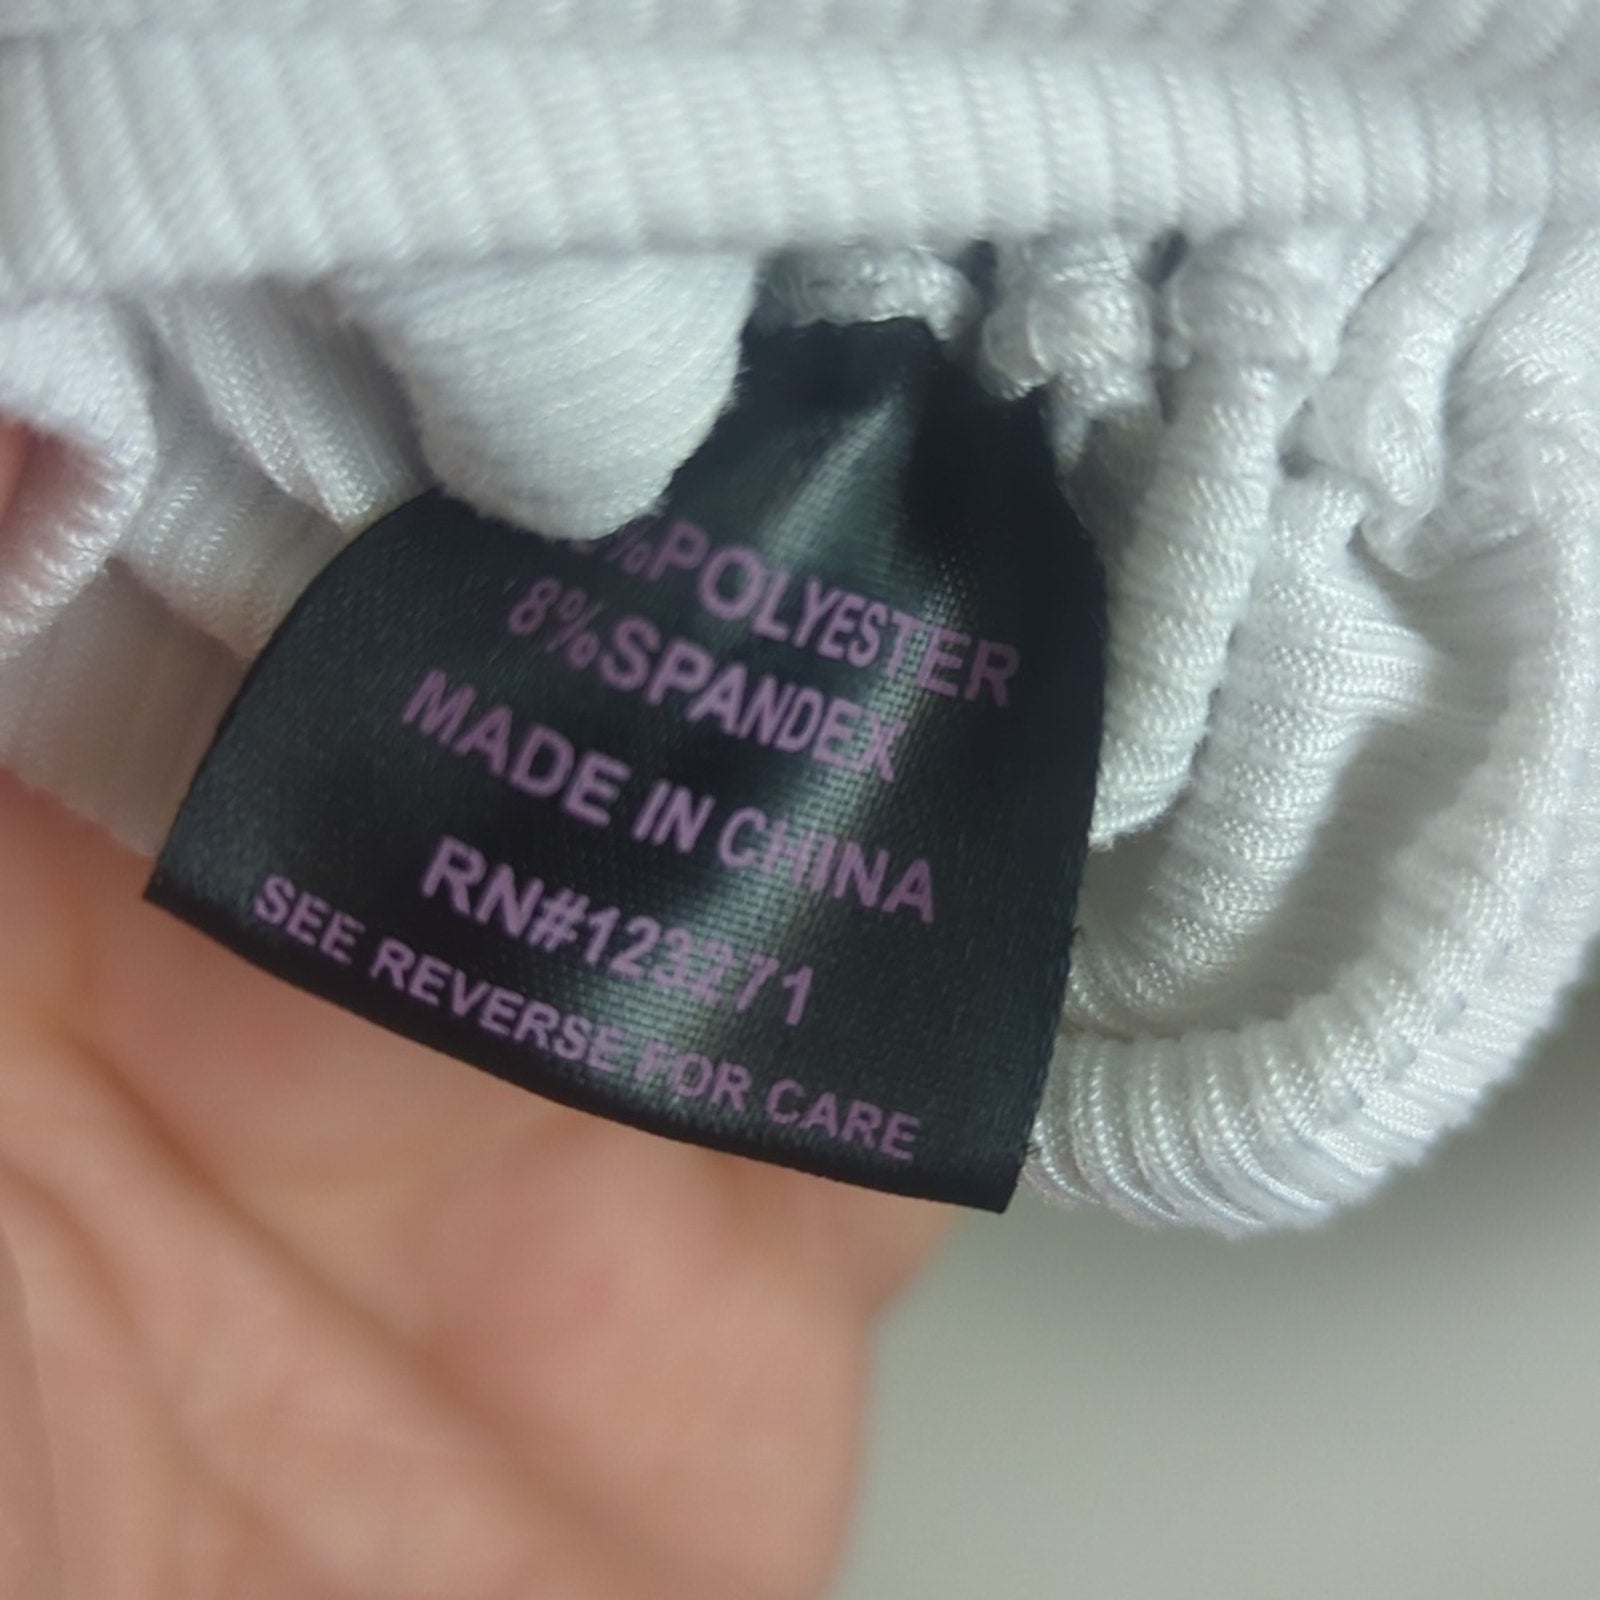 %POLYESTER
8%SPANDEX
MADE IN CHINA
RN#123271
SEE REVERSE FOR CARE